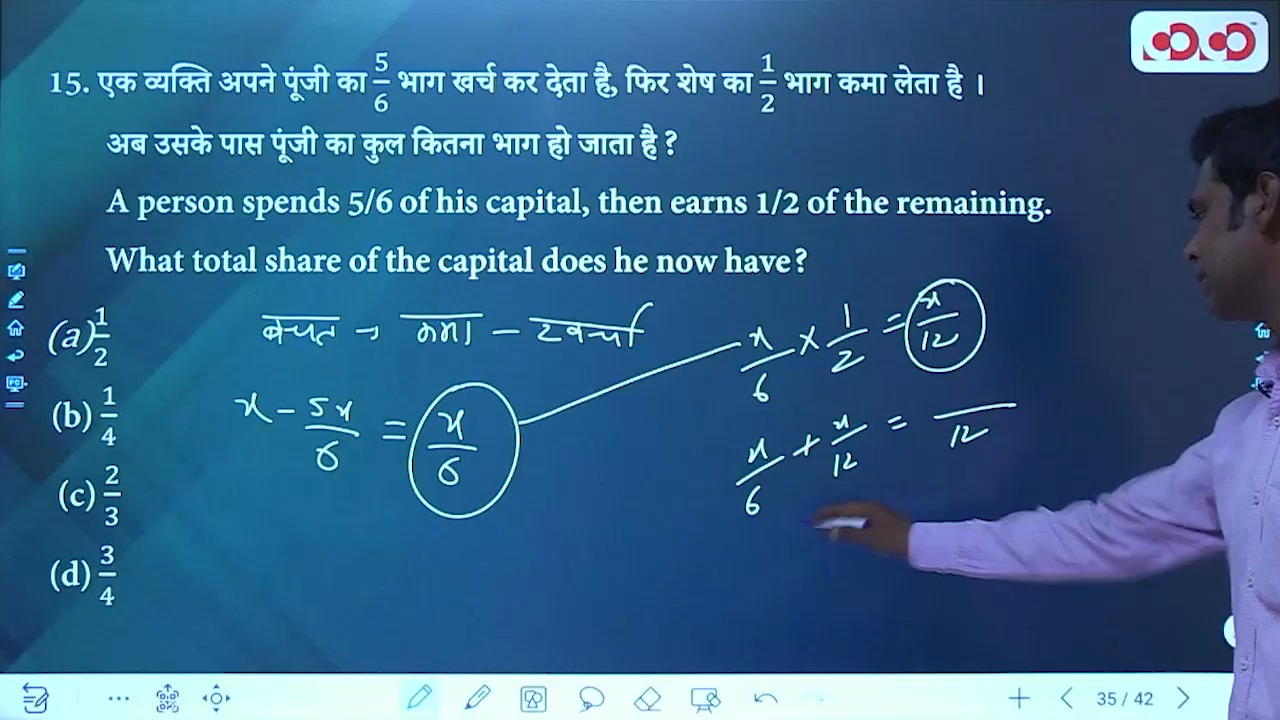 15. एक व्यक्ति अपने पूंजी का 5/6 भाग खर्च कर देता है, फिर शेष का 1/2 भाग कमा लेता है ।
अब उसके पास पूंजी का कुल कितना भाग हो जाता है ?
A person spends 5/6 of his capital, then earns 1/2 of the remaining.
What total share of the capital does he now have?
(a) 1/2
(b) 1/4
(c) 2/3
(d) 3/4
बचत → कमा - खर्चा
x - 5x/6 = x/6
x/6 × 1/2 = x/12
x/6 + x/12 = /12
35 / 42